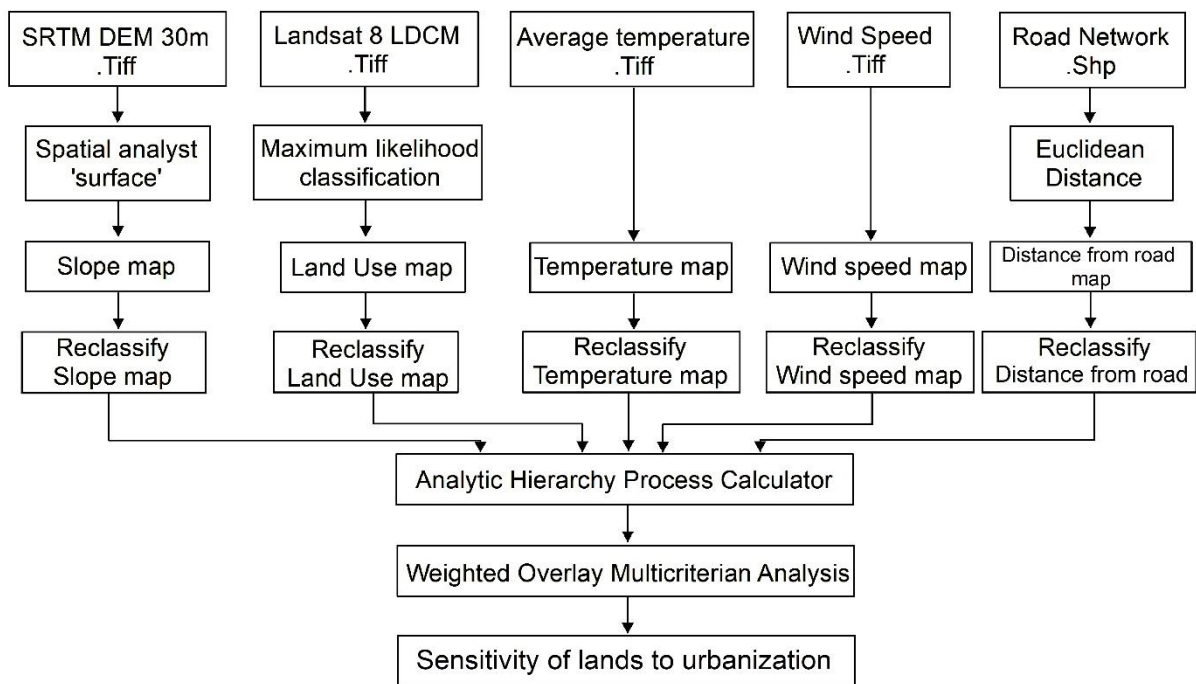 SRTM DEM 30m
.Tiff
Landsat 8 LDCM
.Tiff
Average temperature
.Tiff
Wind Speed
.Tiff
Road Network
.Shp
Spatial analyst
'surface'
Maximum likelihood
classification
Euclidean
Distance
Slope map
Land Use map
Temperature map
Wind speed map
Distance from road
map
Reclassify
Slope map
Reclassify
Land Use map
Reclassify
Temperature map
Reclassify
Wind speed map
Reclassify
Distance from road
Analytic Hierarchy Process Calculator
Weighted Overlay Multicriterian Analysis
Sensitivity of lands to urbanization